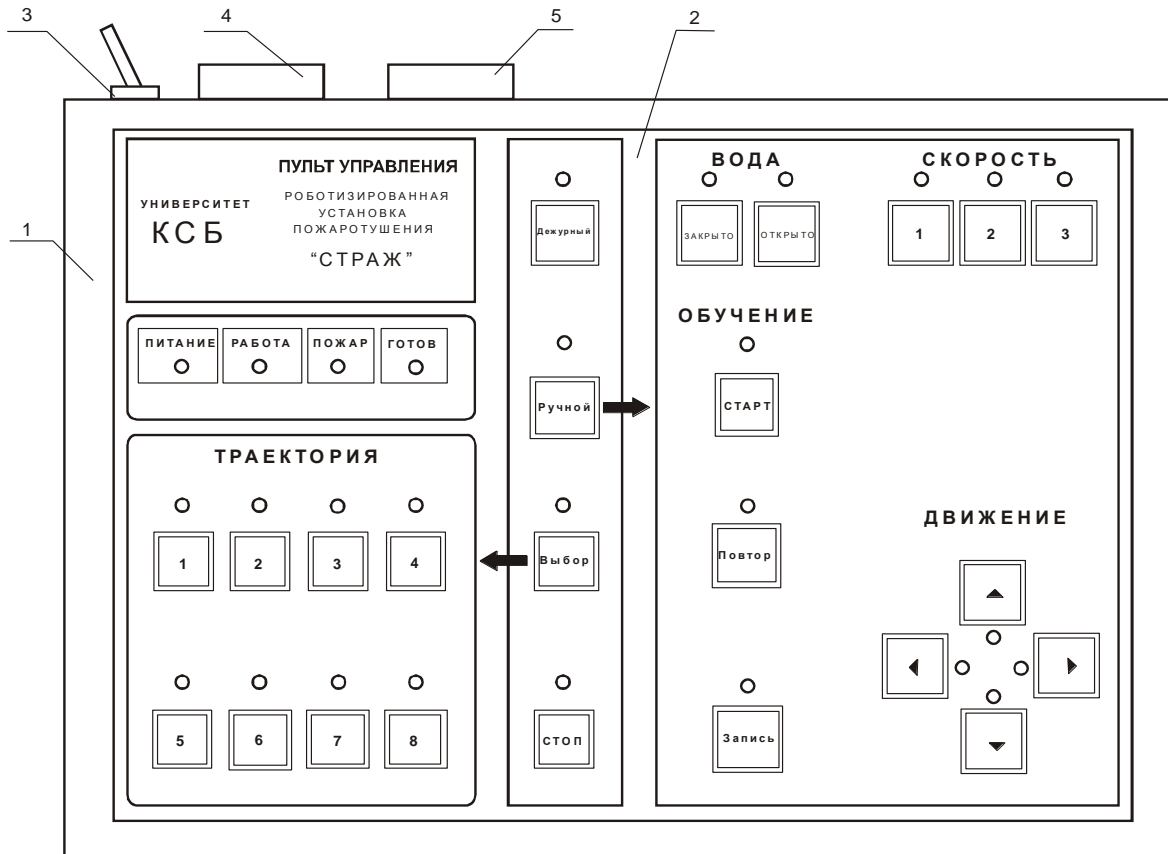 3
4
5
2
1
ПУЛЬТ УПРАВЛЕНИЯ
РОБОТИЗИРОВАННАЯ
УСТАНОВКА
ПОЖАРОТУШЕНИЯ
“СТРАЖ”
УНИВЕРСИТЕТ
КСБ
ПИТАНИЕ РАБОТА ПОЖАР ГОТОВ
ТРАЕКТОРИЯ
1 2 3 4
5 6 7 8
Дежурный
Ручной
Выбор
СТОП
ВОДА
ЗАКРЫТО ОТКРЫТО
СКОРОСТЬ
1 2 3
ОБУЧЕНИЕ
СТАРТ
Повтор
Запись
ДВИЖЕНИЕ